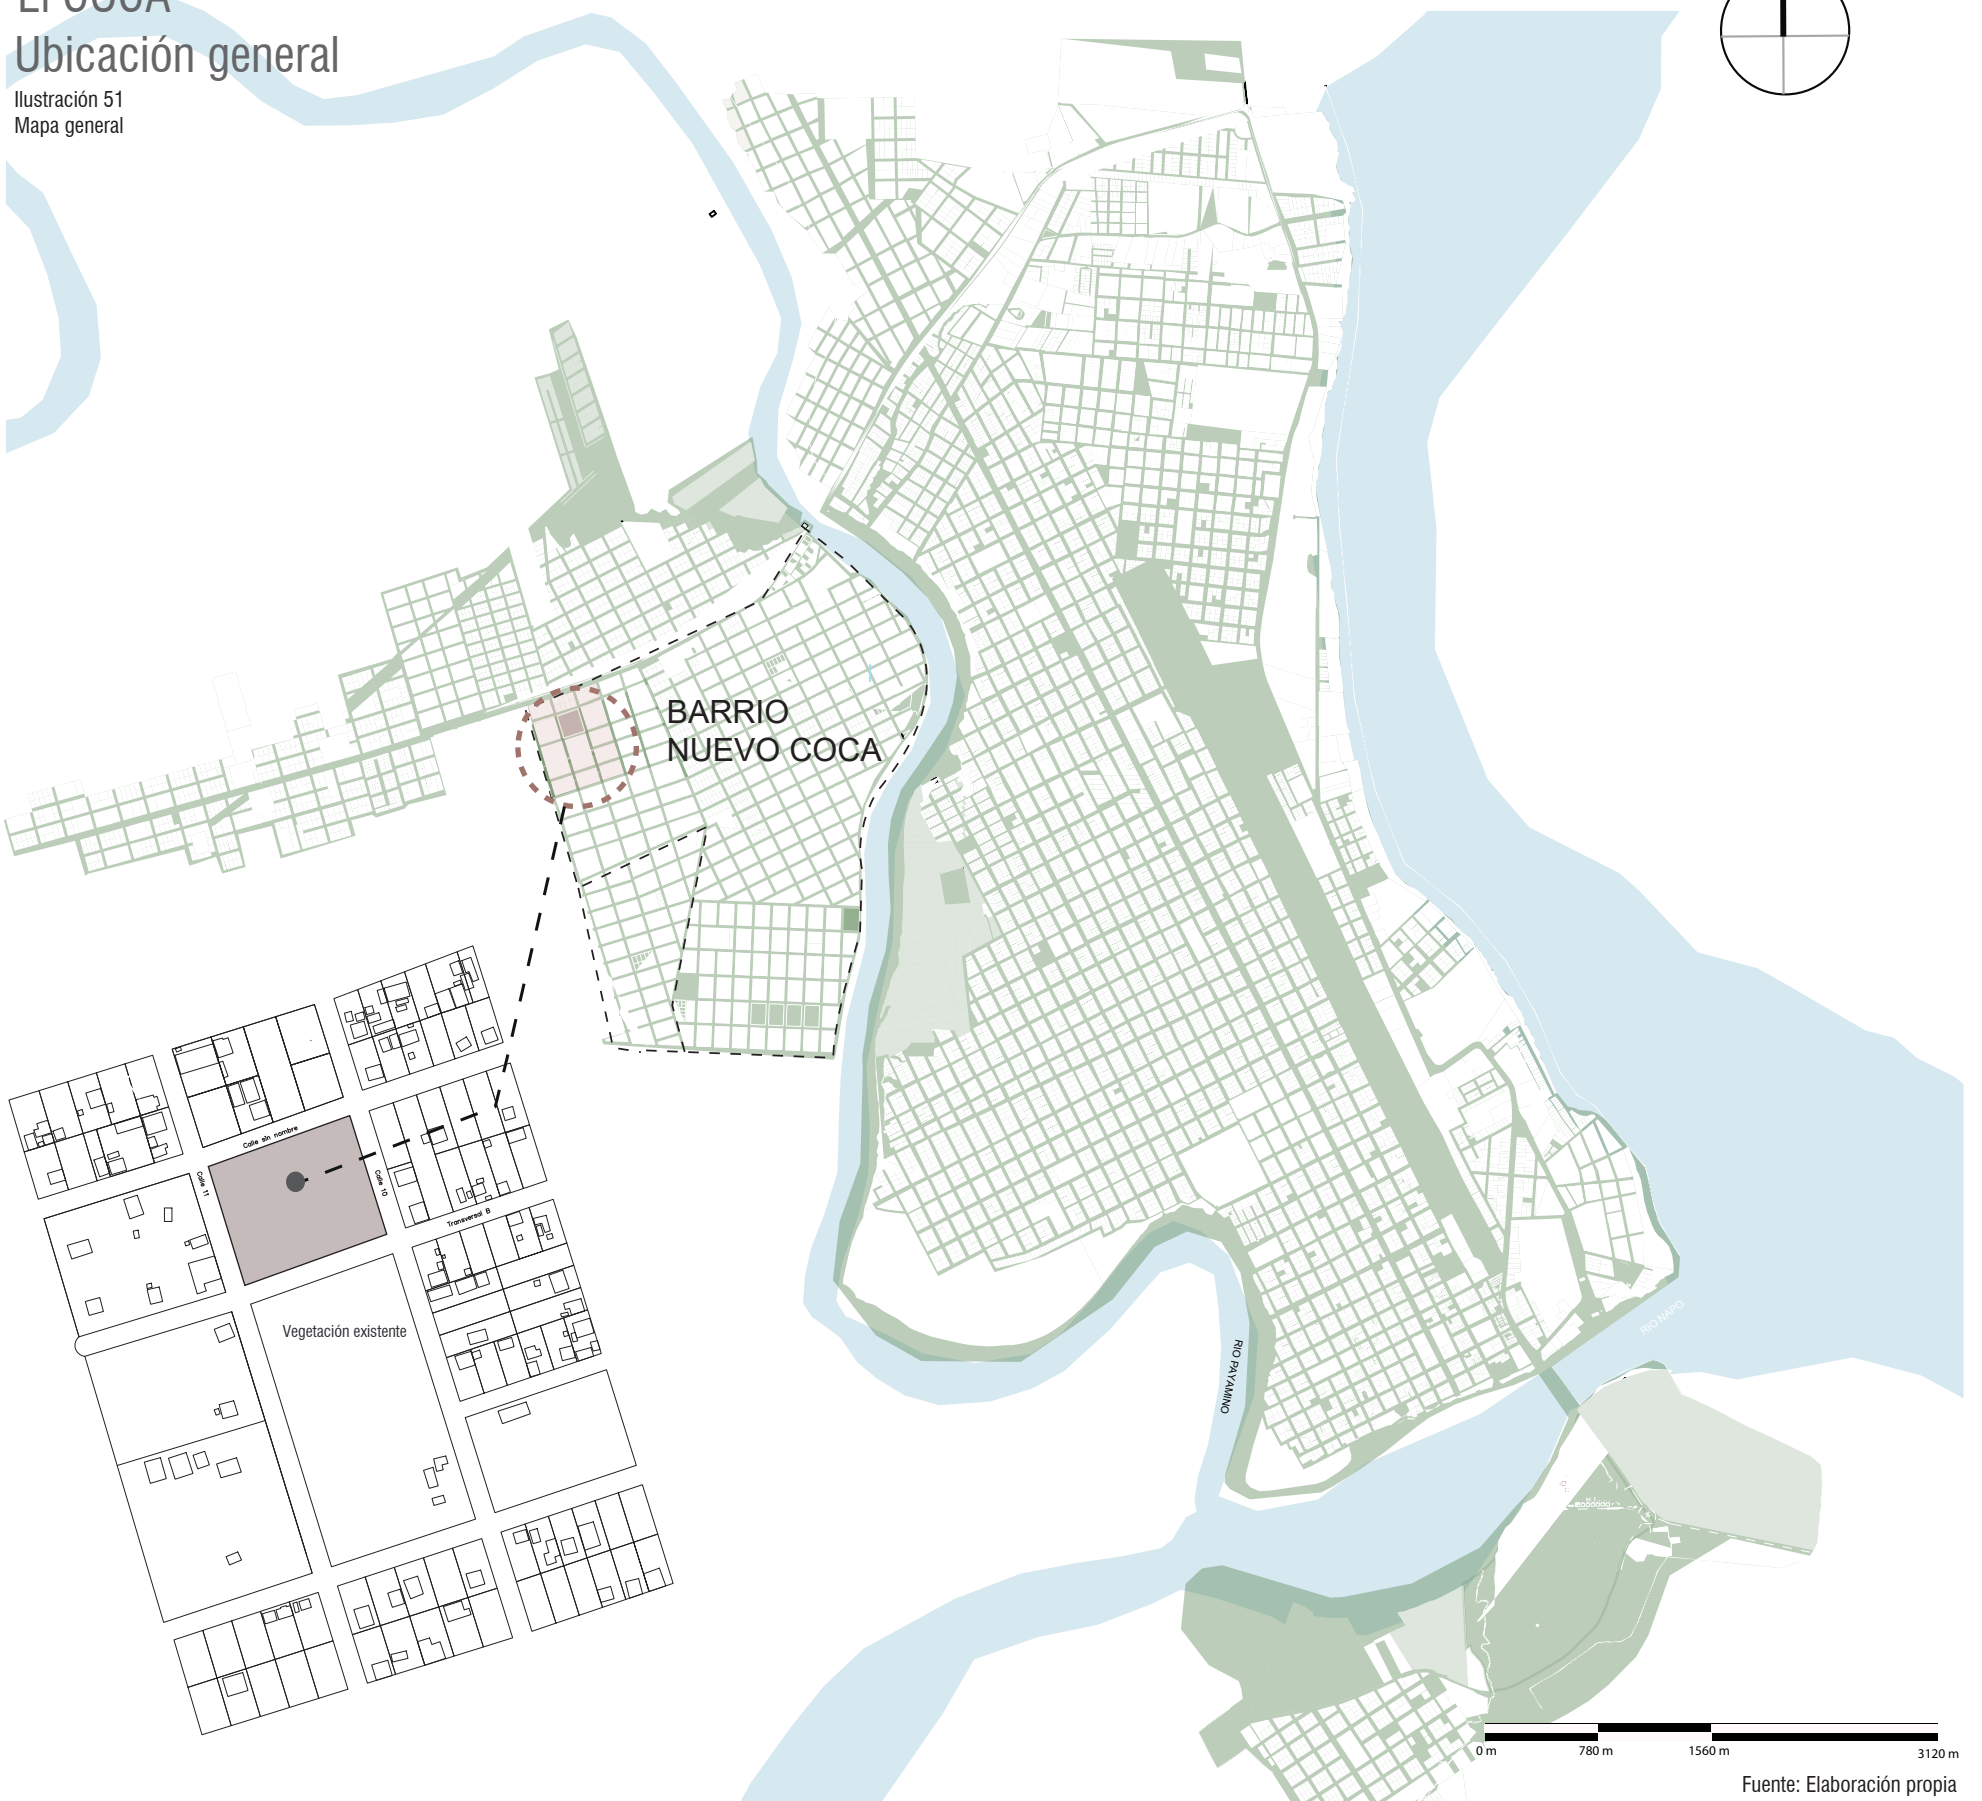 Ubicación general
Ilustración 51
Mapa general
BARRIO
NUEVO COCA
Calle sin nombre
Calle 11
Calle 10
Transversal B
Vegetación existente
RIO PAYAMINO
RIO NAPO
0 m
780 m
1560 m
3120 m
Fuente: Elaboración propia